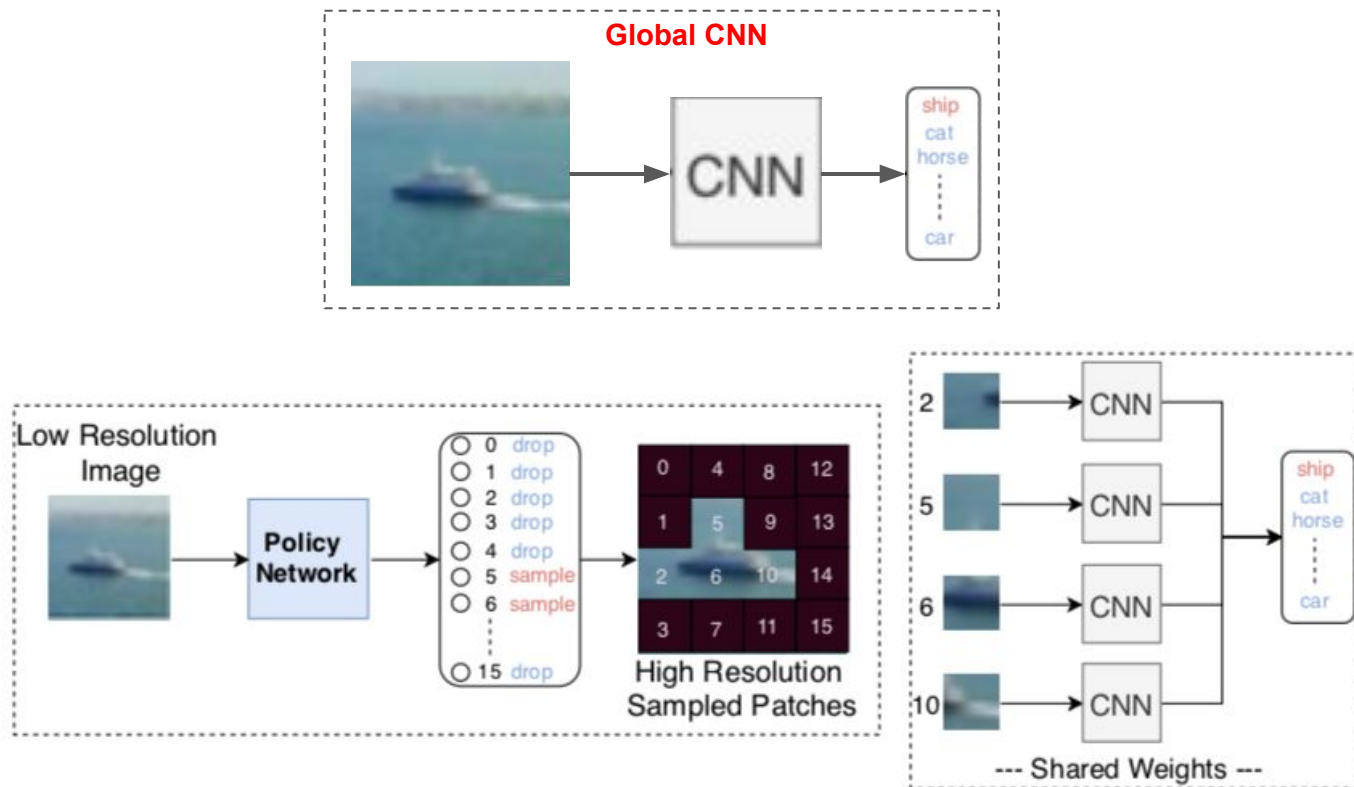 Global CNN
CNN
ship
cat
horse
car
Low Resolution
Image
Policy
Network
0 drop
1 drop
2 drop
3 drop
4 drop
5 sample
6 sample
15 drop
0 4 8 12
1 5 9 13
2 6 10 14
3 7 11 15
High Resolution
Sampled Patches
2 CNN
5 CNN
6 CNN
10 CNN
ship
cat
horse
car
--- Shared Weights ---